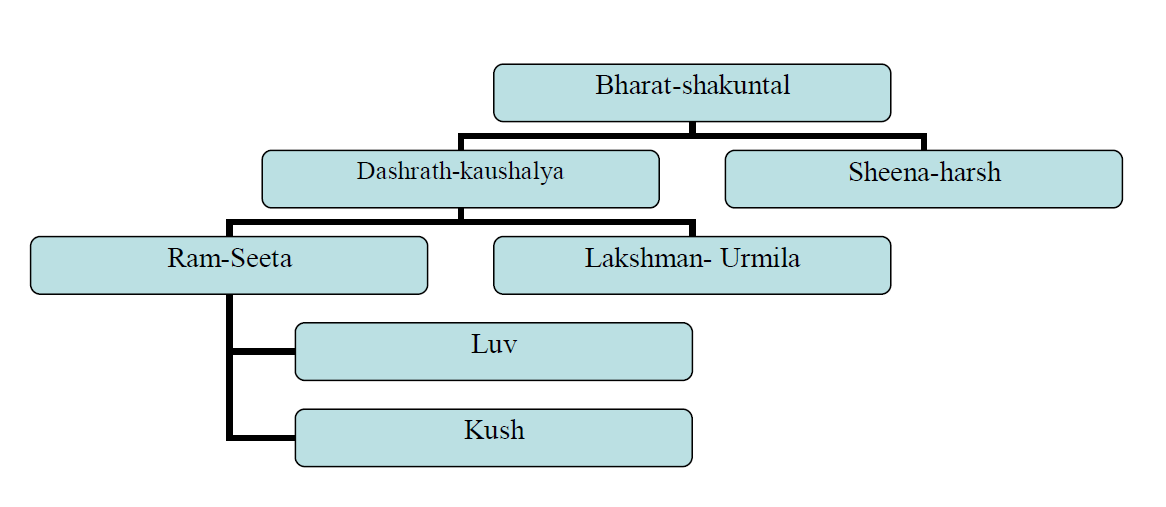 Bharat-shakuntal
Dashrath-kaushalya
Sheena-harsh
Ram-Seeta
Lakshman- Urmila
Luv
Kush